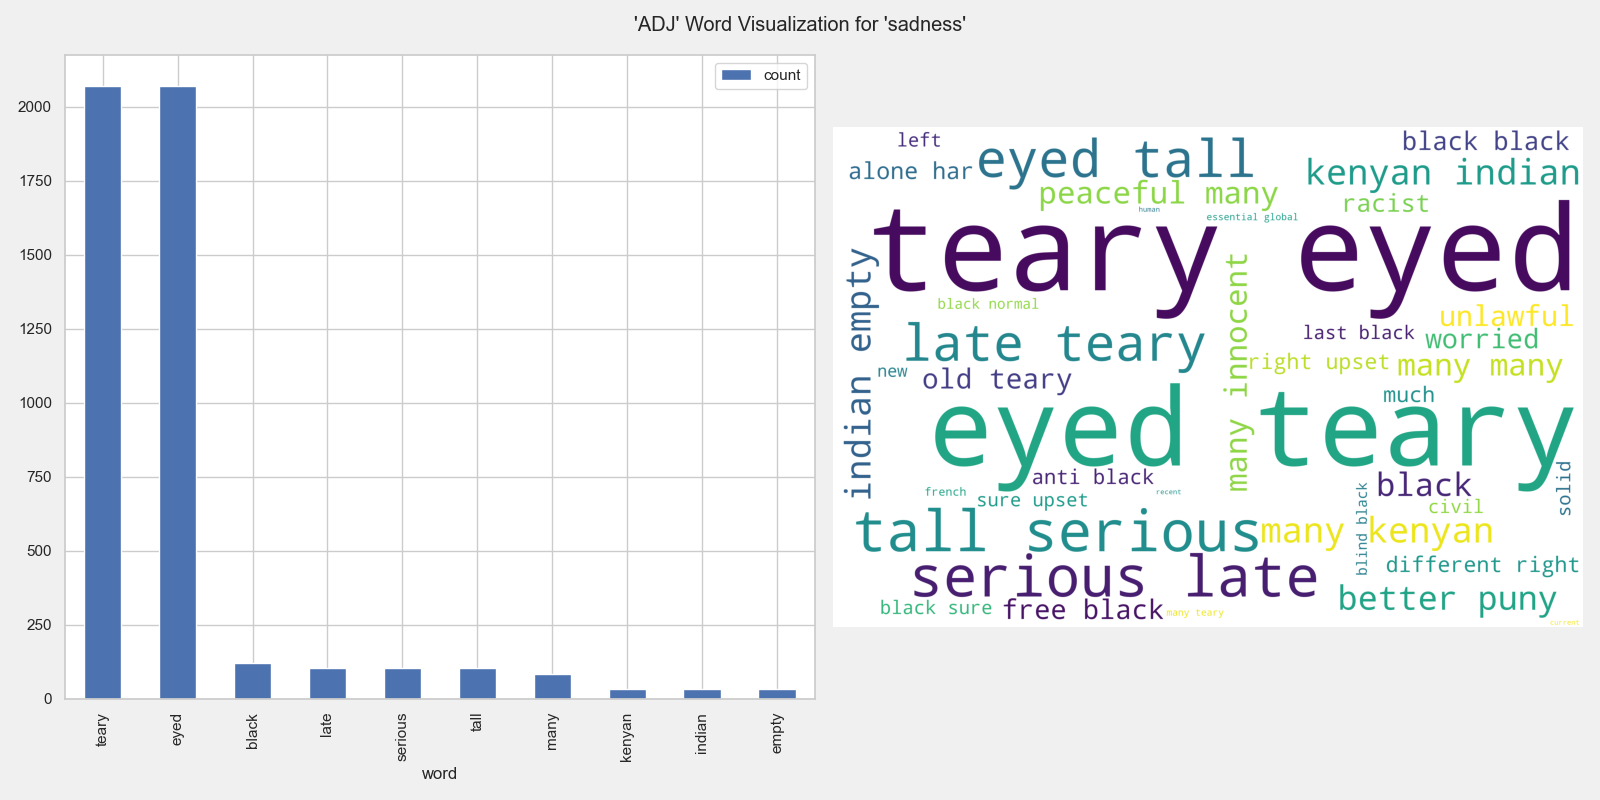 'ADJ' Word Visualization for 'sadness'
count
2000
1750
1500
1250
1000
750
500
250
0
teary
eyed
black
late
serious
tall
many
kenyan
indian
empty
word
left
eyed tall
black black
alone har
kenyan indian
peaceful many
racist
human
essential global
teary eyed
indian empty
many innocent
black normal
unlawful
late teary
last black
worried
new
old teary
right upset
many many
much
eyed teary
anti black
black
french
sure upset
recent
solid
civil
blind black
tall serious
many kenyan
serious late
different right
better puny
black sure
free black
many teary
current